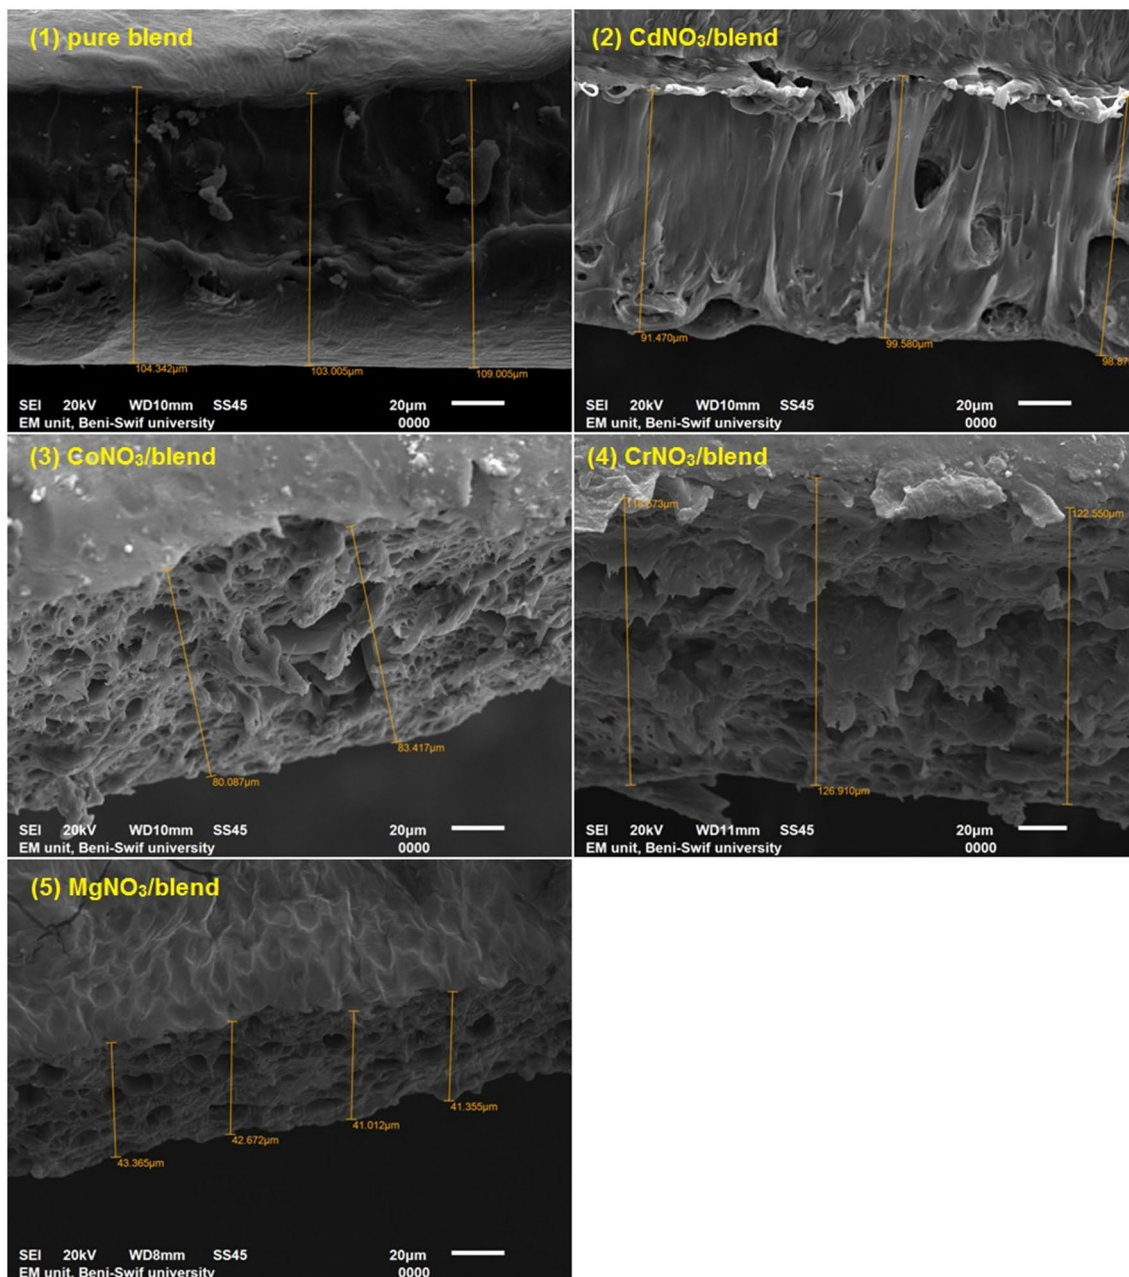 (1) pure blend
104.342µm
103.005µm
109.005µm
SEI 20kV WD10mm SS45 20µm
EM unit, Beni-Swif university 0000
(2) CdNO₃/blend
91.470µm
99.580µm
SEI 20kV WD10mm SS45 20µm
EM unit, Beni-Swif university 0000
(3) CoNO₃/blend
80.087µm
83.417µm
SEI 20kV WD10mm SS45 20µm
EM unit, Beni-Swif university 0000
(4) CrNO₃/blend
122.550µm
126.910µm
SEI 20kV WD11mm SS45 20µm
EM unit, Beni-Swif university 0000
(5) MgNO₃/blend
43.365µm
42.672µm
41.012µm
41.355µm
SEI 20kV WD8mm SS45 20µm
EM unit, Beni-Swif university 0000